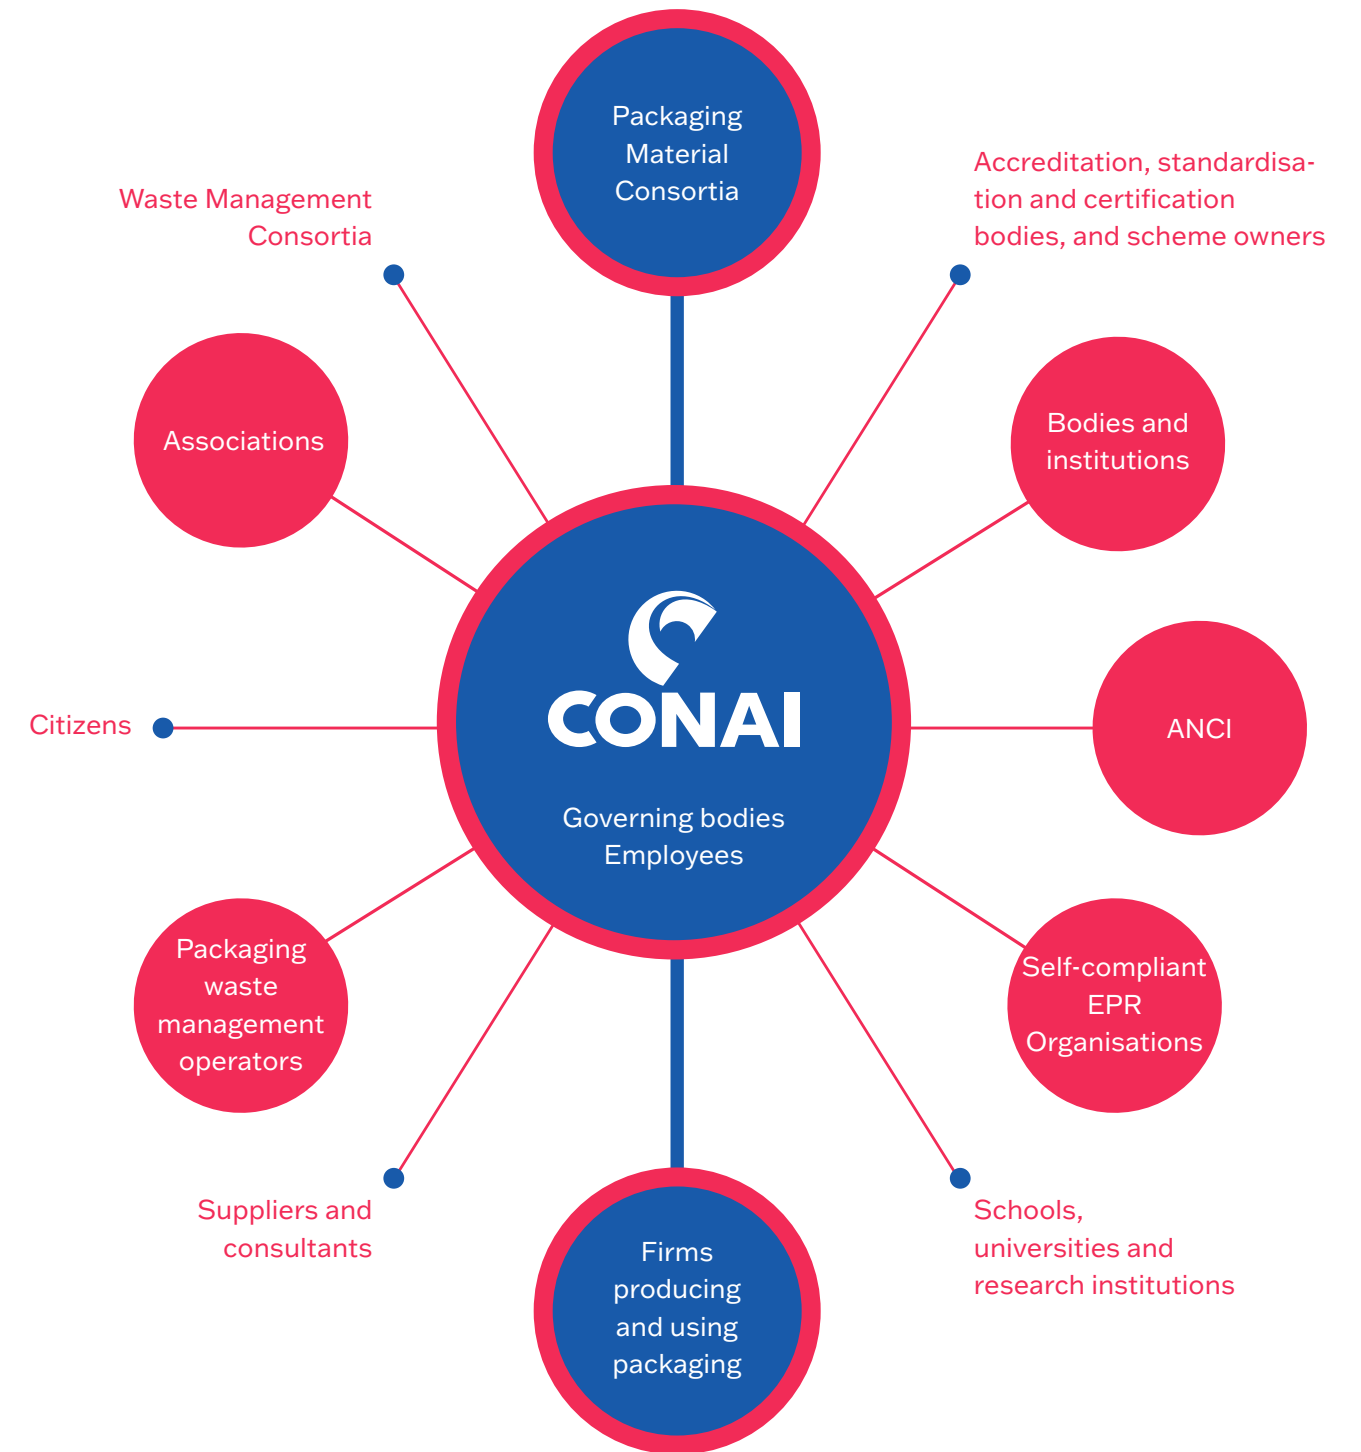 Packaging
Material
Consortia
Accreditation, standardisa-
tion and certification
bodies, and scheme owners
Waste Management
Consortia
Associations
Bodies and
institutions
CONAI
Governing bodies
Employees
Citizens
ANCI
Packaging
waste
management
operators
Self-compliant
EPR
Organisations
Suppliers and
consultants
Schools,
universities and
research institutions
Firms
producing
and using
packaging